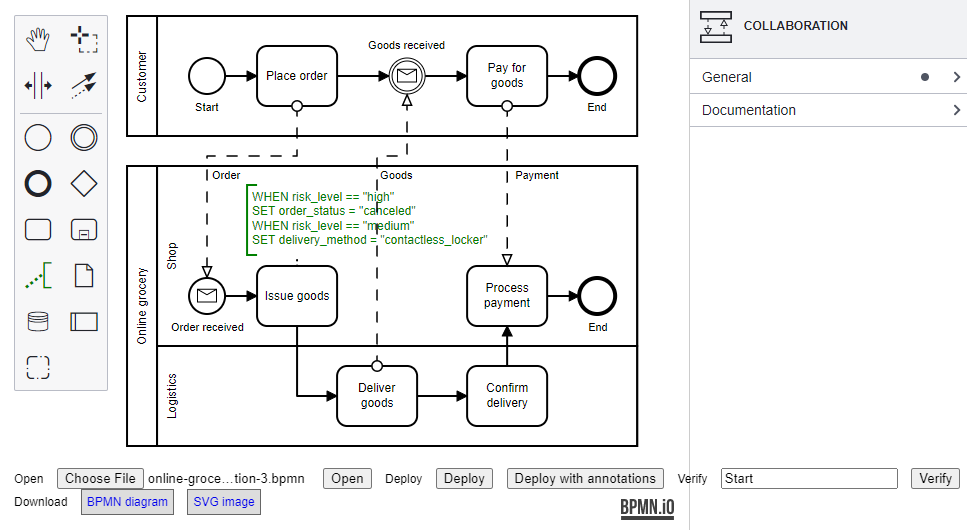 COLLABORATION
General
Documentation
Customer
Goods received
Place order
Pay for
goods
Start
End
Order
Goods
Payment
WHEN risk_level == "high"
SET order_status = "canceled"
WHEN risk_level == "medium"
SET delivery_method = "contactless_locker"
Online grocery
Shop
Issue goods
Process
payment
Order received
End
Logistics
Deliver
goods
Confirm
delivery
Open Choose File online-groce...tion-3.bpmn Open Deploy Deploy Deploy with annotations Verify Start Verify
Download BPMN diagram SVG image
BPMN.iO